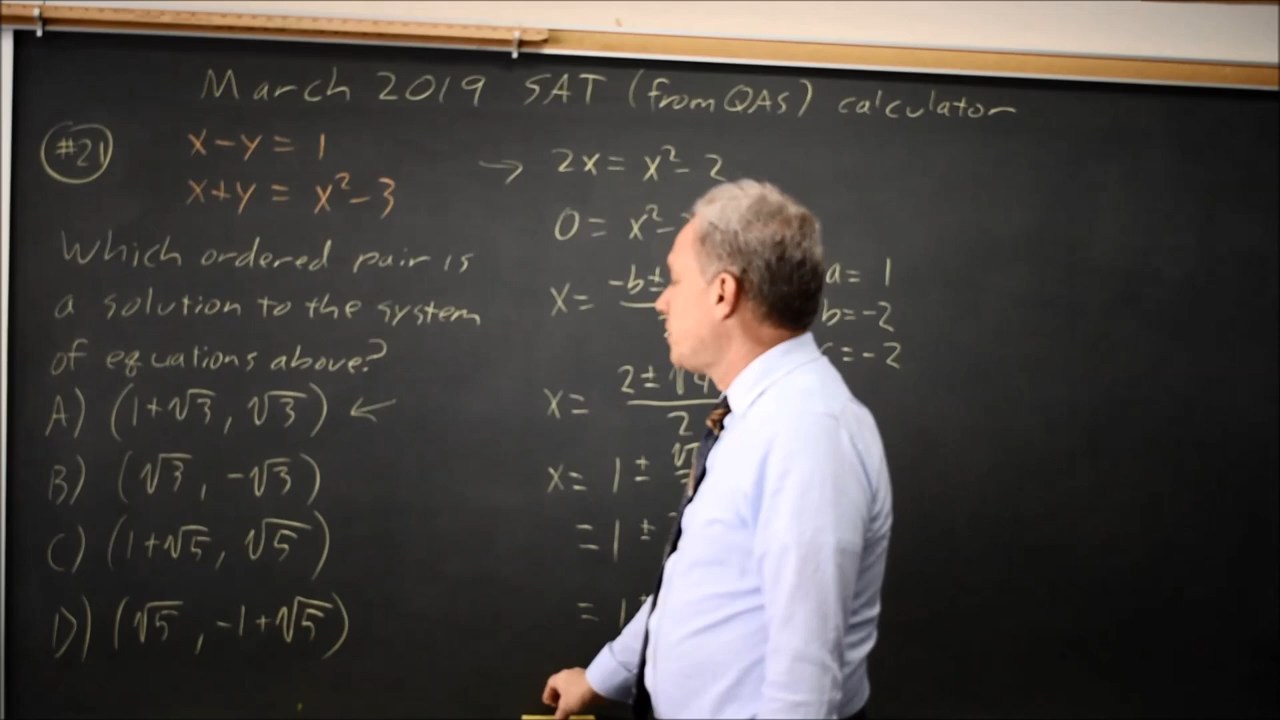 March 2019 SAT (from QAS) calculator
#21
x-y = 1
x+y = x²-3
Which ordered pair is
a solution to the system
of equations above?
A) (1+√3, √3) ←
B) (√3, -√3)
C) (1+√5, √5)
D) (√5, -1+√5)
→ 2x = x²-2
0 = x²-
x = -b±
a = 1
b=-2
= -2
x = 2±√4
2
x = 1 ± √
= 1 ±
= 1